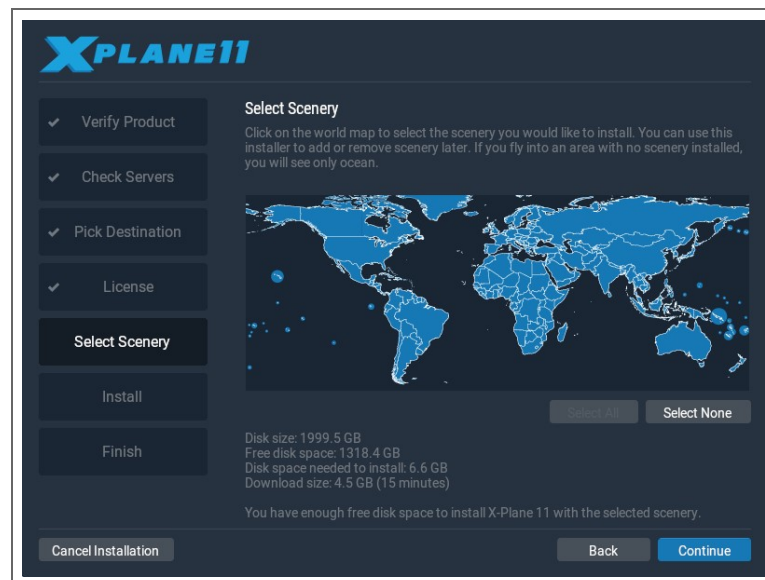 XPLANE11
Verify Product
Check Servers
Pick Destination
License
Select Scenery
Install
Finish
Select Scenery
Click on the world map to select the scenery you would like to install. You can use this
installer to add or remove scenery later. If you fly into an area with no scenery installed,
you will see only ocean.
Select All
Select None
Disk size: 1999.5 GB
Free disk space: 1318.4 GB
Disk space needed to install: 6.6 GB
Download size: 4.5 GB (15 minutes)
You have enough free disk space to install X-Plane 11 with the selected scenery.
Cancel Installation
Back
Continue